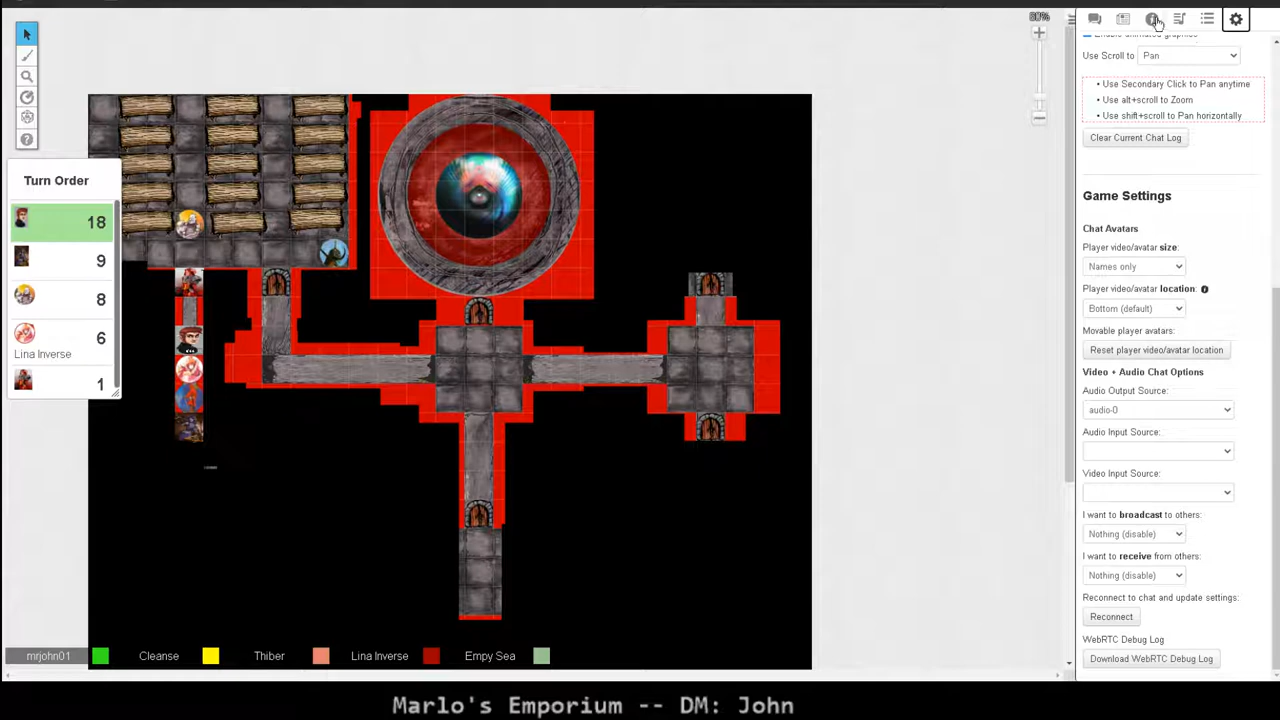 80%
Enable animated graphics
Use Scroll to Pan
• Use Secondary Click to Pan anytime
• Use alt+scroll to Zoom
• Use shift+scroll to Pan horizontally
Clear Current Chat Log
Game Settings
Chat Avatars
Player video/avatar size:
Names only
Player video/avatar location:
Bottom (default)
Movable player avatars:
Reset player video/avatar location
Video + Audio Chat Options
Audio Output Source:
audio-0
Audio Input Source:
Video Input Source:
I want to broadcast to others:
Nothing (disable)
I want to receive from others:
Nothing (disable)
Reconnect to chat and update settings:
Reconnect
WebRTC Debug Log
Download WebRTC Debug Log
Turn Order
18
9
8
6
Lina Inverse
1
mrjohn01 Cleanse Thiber Lina Inverse Empy Sea
Marlo's Emporium -- DM: John